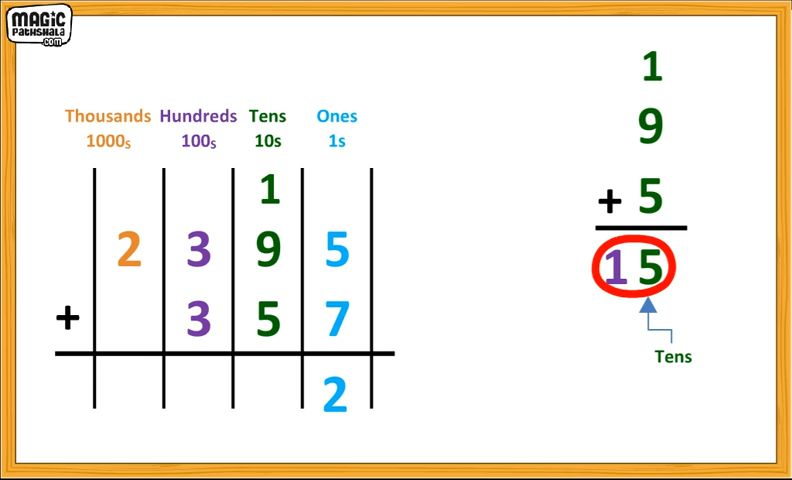 MAGIC
PATHSHALA
.COM
Thousands Hundreds Tens Ones
1000s 100s 10s 1s
1
2 3 9 5
+ 3 5 7
2
1
9
+ 5
15
Tens